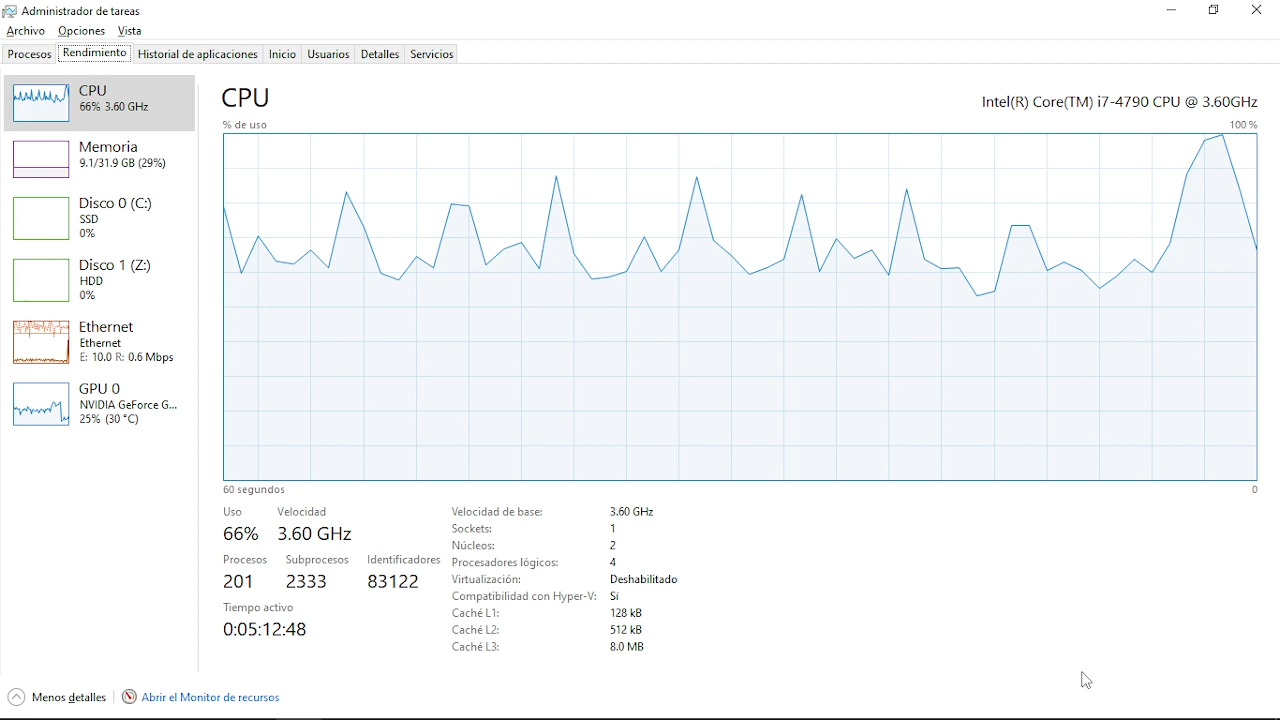 Administrador de tareas
Archivo Opciones Vista
Procesos Rendimiento Historial de aplicaciones Inicio Usuarios Detalles Servicios
CPU
66% 3.60 GHz
Memoria
9.1/31.9 GB (29%)
Disco 0 (C:)
SSD
0%
Disco 1 (Z:)
HDD
0%
Ethernet
Ethernet
E: 10.0 R: 0.6 Mbps
GPU 0
NVIDIA GeForce G...
25% (30 °C)
CPU
Intel(R) Core(TM) i7-4790 CPU @ 3.60GHz
% de uso 100 %
60 segundos 0
Uso Velocidad
66% 3.60 GHz
Procesos Subprocesos Identificadores
201 2333 83122
Tiempo activo
0:05:12:48
Velocidad de base: 3.60 GHz
Sockets: 1
Núcleos: 2
Procesadores lógicos: 4
Virtualización: Deshabilitado
Compatibilidad con Hyper-V: Sí
Caché L1: 128 kB
Caché L2: 512 kB
Caché L3: 8.0 MB
Menos detalles Abrir el Monitor de recursos